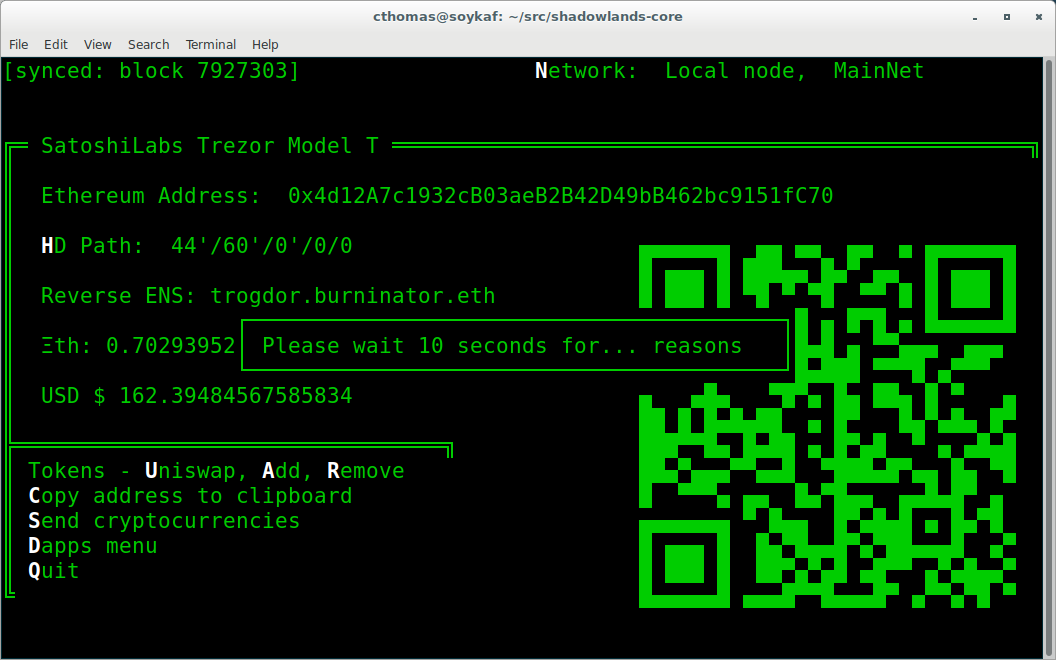 cthomas@soykaf: ~/src/shadowlands-core
File Edit View Search Terminal Help
[synced: block 7927303] Network: Local node, MainNet
SatoshiLabs Trezor Model T
Ethereum Address: 0x4d12A7c1932cB03aeB2B42D49bB462bc9151fC70
HD Path: 44'/60'/0'/0/0
Reverse ENS: trogdor.burninator.eth
Ξth: 0.70293952 Please wait 10 seconds for... reasons
USD $ 162.39484567585834
Tokens - Uniswap, Add, Remove
Copy address to clipboard
Send cryptocurrencies
Dapps menu
Quit